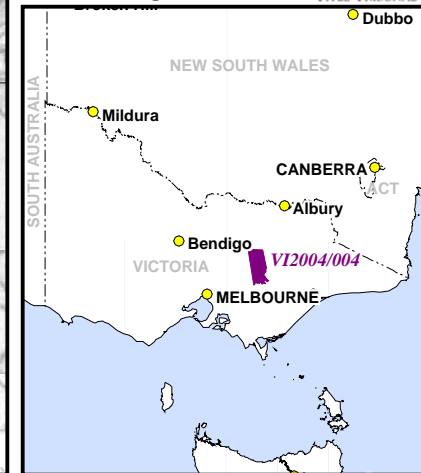 Dubbo
NEW SOUTH WALES
SOUTH AUSTRALIA
Mildura
CANBERRA
ACT
Albury
Bendigo
VI2004/004
VICTORIA
MELBOURNE